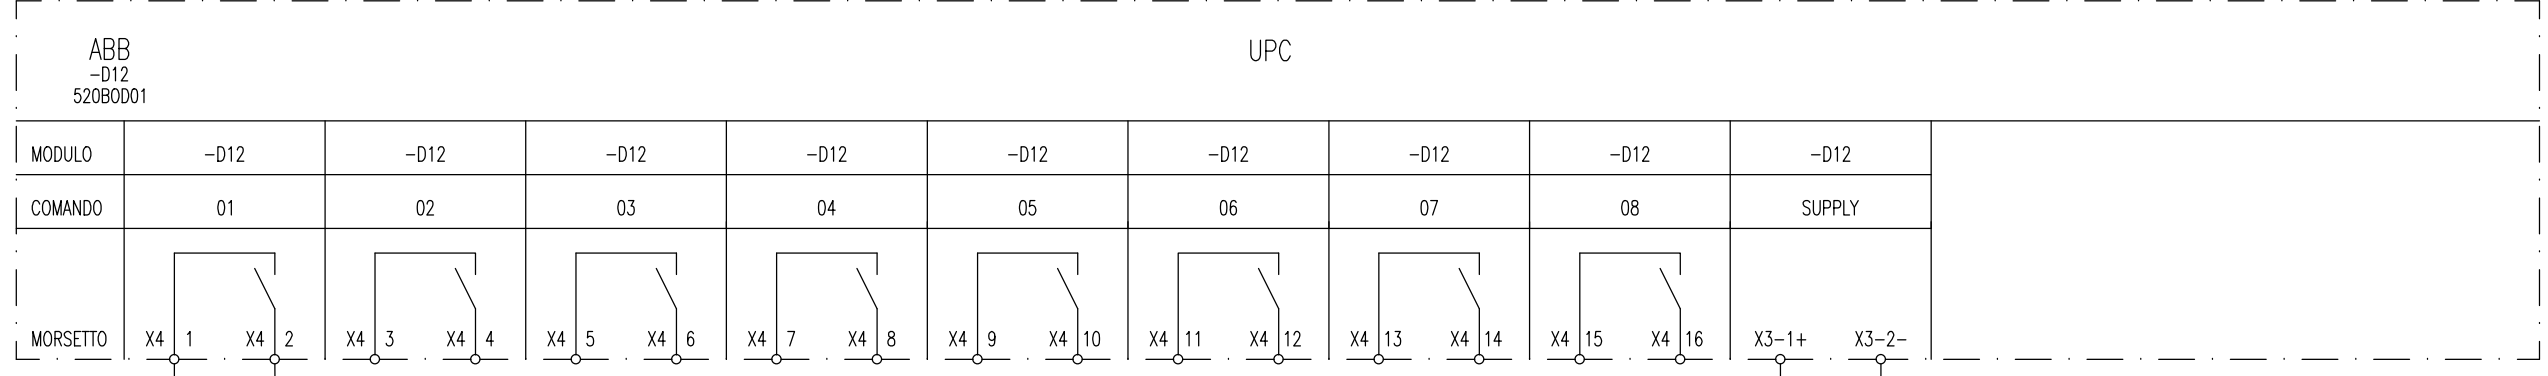 ABB
-D12
520BOD01
UPC
MODULO -D12 -D12 -D12 -D12 -D12 -D12 -D12 -D12 -D12
COMANDO 01 02 03 04 05 06 07 08 SUPPLY
MORSETTO X4 1 X4 2 X4 3 X4 4 X4 5 X4 6 X4 7 X4 8 X4 9 X4 10 X4 11 X4 12 X4 13 X4 14 X4 15 X4 16 X3-1+ X3-2-